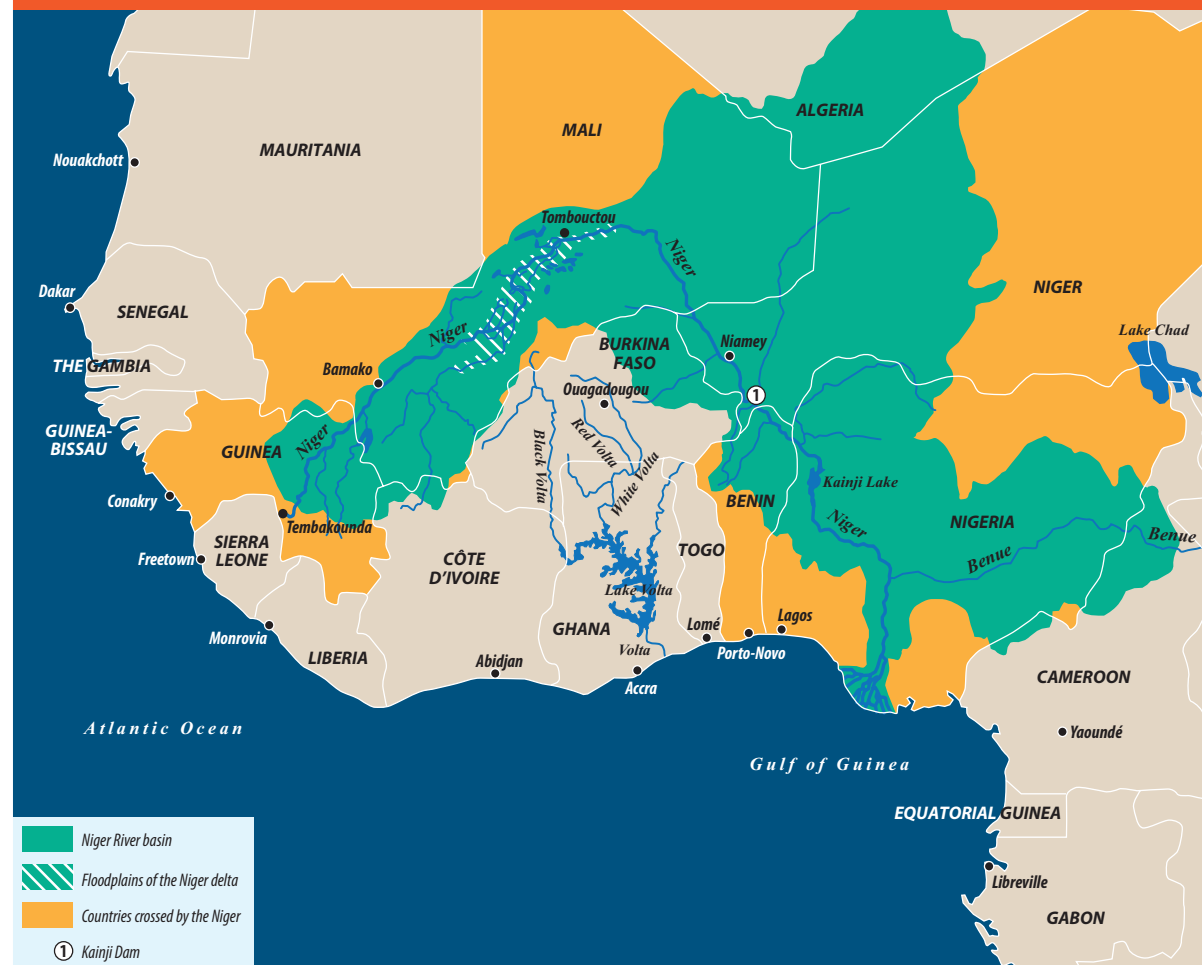 ALGERIA
MALI
MAURITANIA
Nouakchott
Tombouctou
Niger
NIGER
Dakar
SENEGAL
Lake Chad
Niger
BURKINA
FASO
Niamey
THE GAMBIA
Bamako
Ouagadougou
1
GUINEA-
BISSAU
GUINEA
Niger
Red Volta
Black Volta
White Volta
Kainji Lake
Conakry
BENIN
Tembakounda
Niger
NIGERIA
Benue
Benue
SIERRA
LEONE
Freetown
CÔTE
D'IVOIRE
TOGO
Lake Volta
Monrovia
GHANA
Lomé
Lagos
LIBERIA
Volta
Porto-Novo
Abidjan
Accra
CAMEROON
Atlantic Ocean
Yaoundé
Gulf of Guinea
EQUATORIAL GUINEA
Libreville
GABON
Niger River basin
Floodplains of the Niger delta
Countries crossed by the Niger
1 Kainji Dam